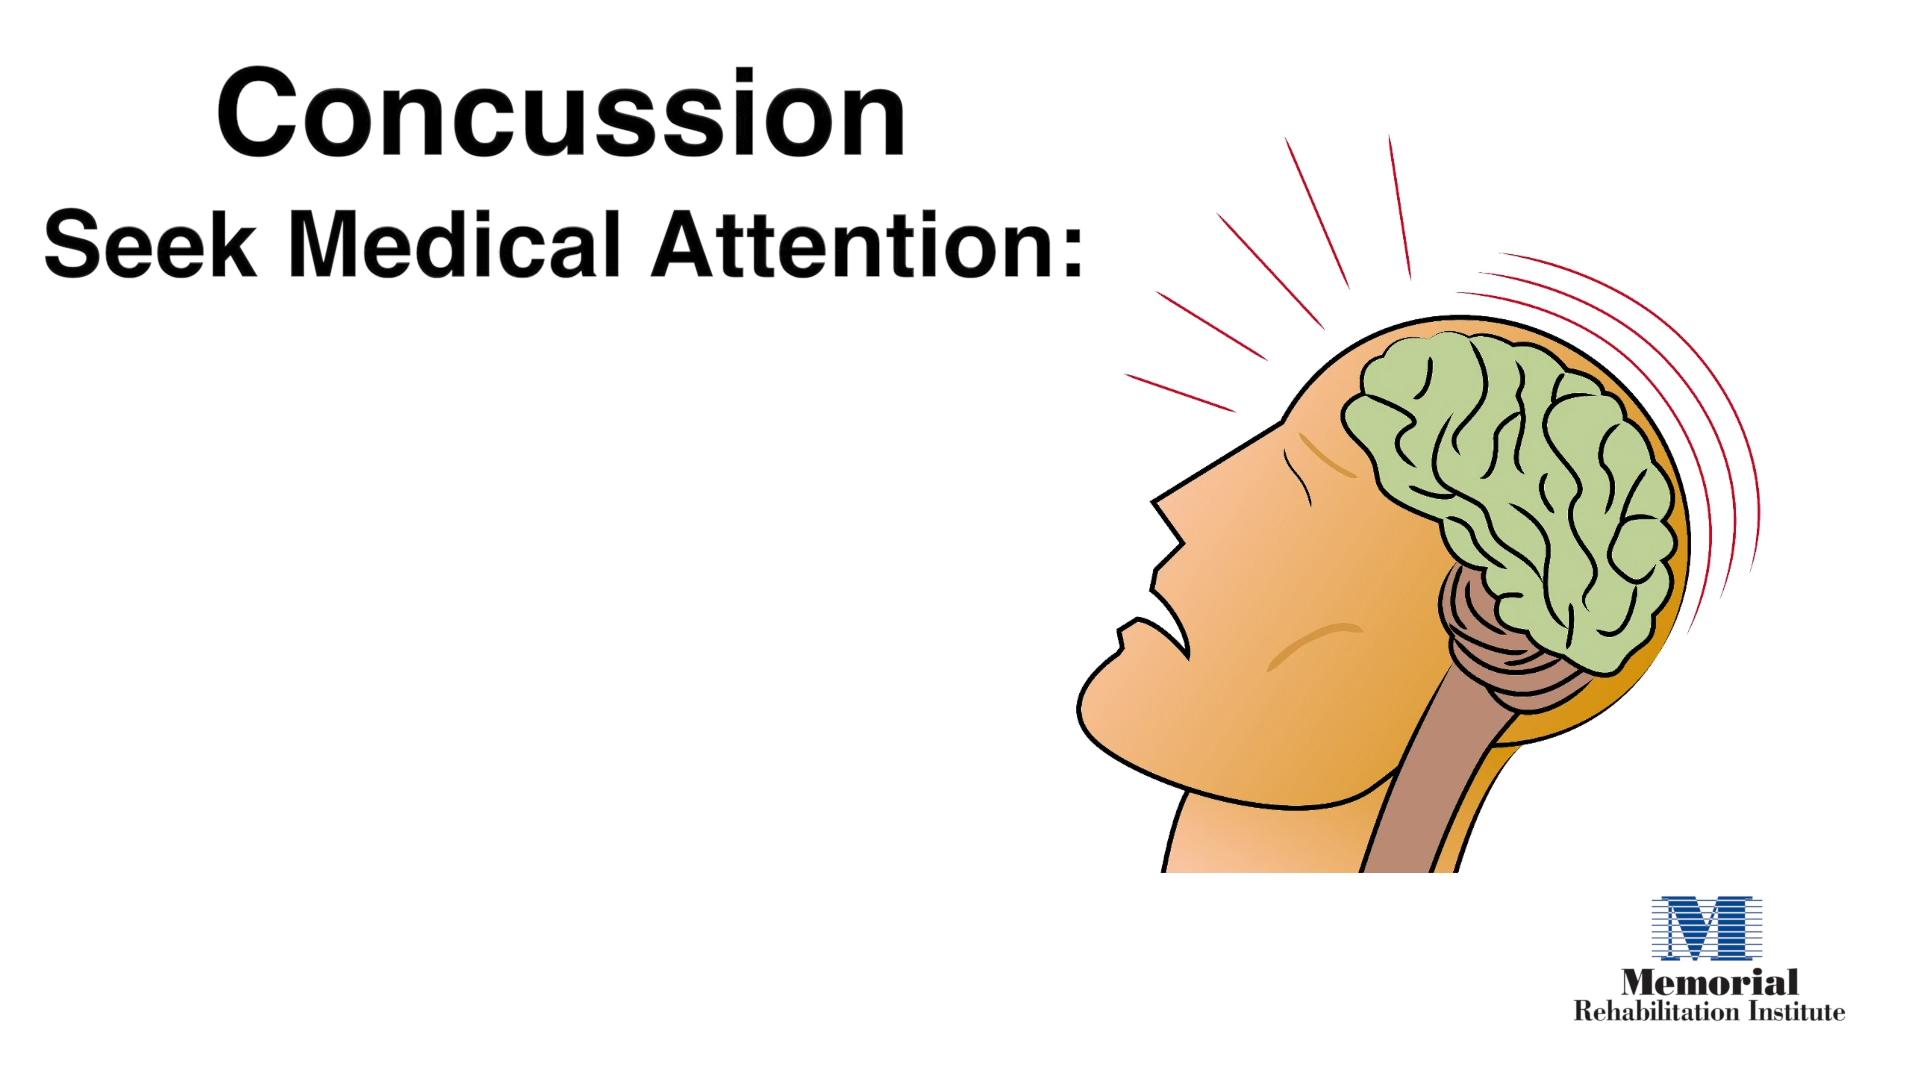 Concussion
Seek Medical Attention:
M
Memorial
Rehabilitation Institute